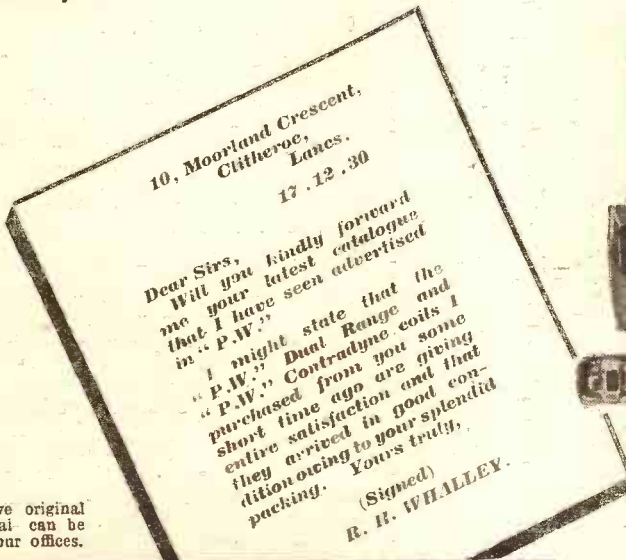 10, Moorland Crescent,
Clitheroe,
Lancs.
17.12.30
Dear Sirs,
Will you kindly forward
me your latest catalogue
that I have seen advertised
in "P.W."
I might state that the
"P.W." Dual Range and
"P.W." Contradyne coils I
purchased from you some
short time ago are giving
entire satisfaction and that
they arrived in good con-
dition owing to your splendid
packing. Yours truly,
(Signed)
R. H. WHALLEY.
ve original
al can be
our offices.